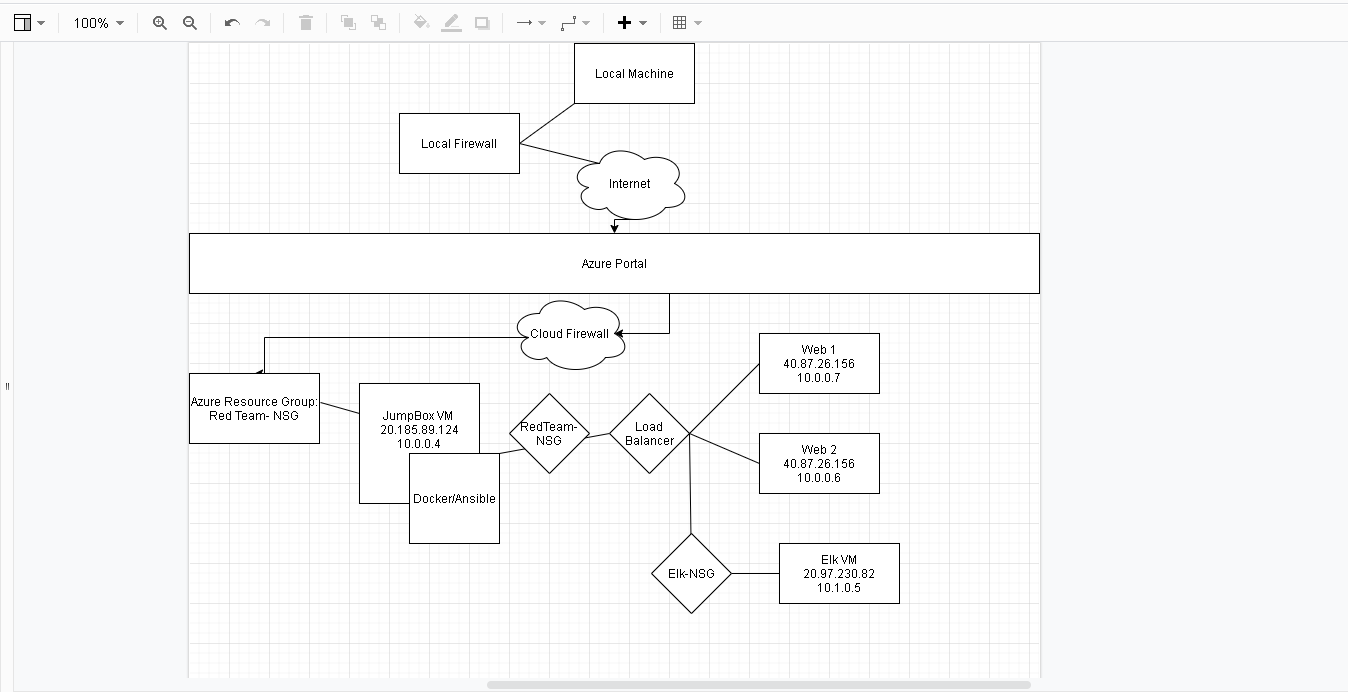 100%
Local Machine
Local Firewall
Internet
Azure Portal
Cloud Firewall
Azure Resource Group:
Red Team- NSG
JumpBox VM
20.185.89.124
10.0.0.4
Docker/Ansible
RedTeam-
NSG
Load
Balancer
Web 1
40.87.26.156
10.0.0.7
Web 2
40.87.26.156
10.0.0.6
Elk-NSG
Elk VM
20.97.230.82
10.1.0.5